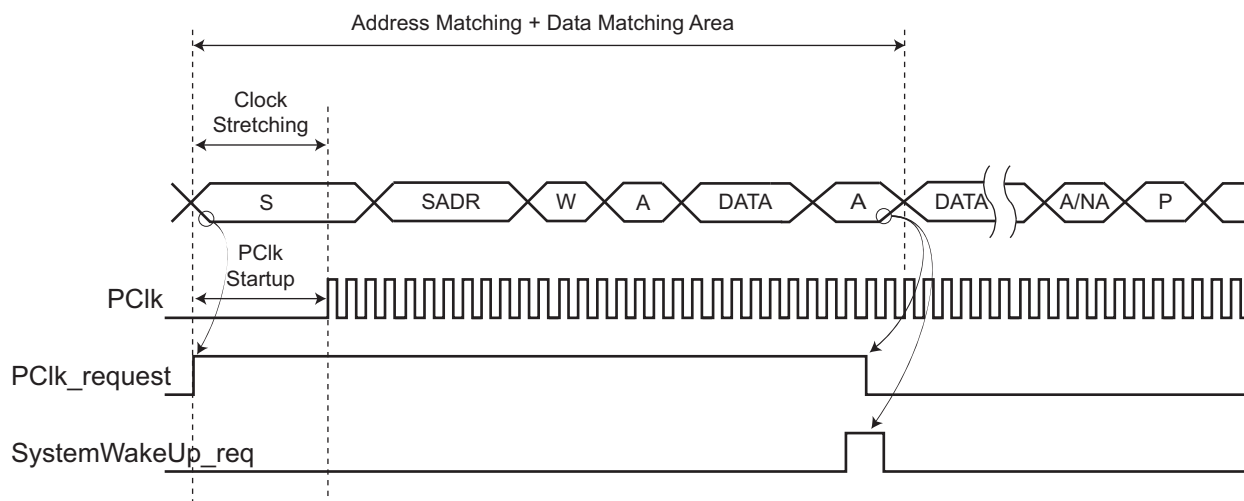 Address Matching + Data Matching Area
Clock
Stretching
S
SADR
W
A
DATA
A
DATA
A/NA
P
PClk
Startup
PClk
PClk_request
SystemWakeUp_req